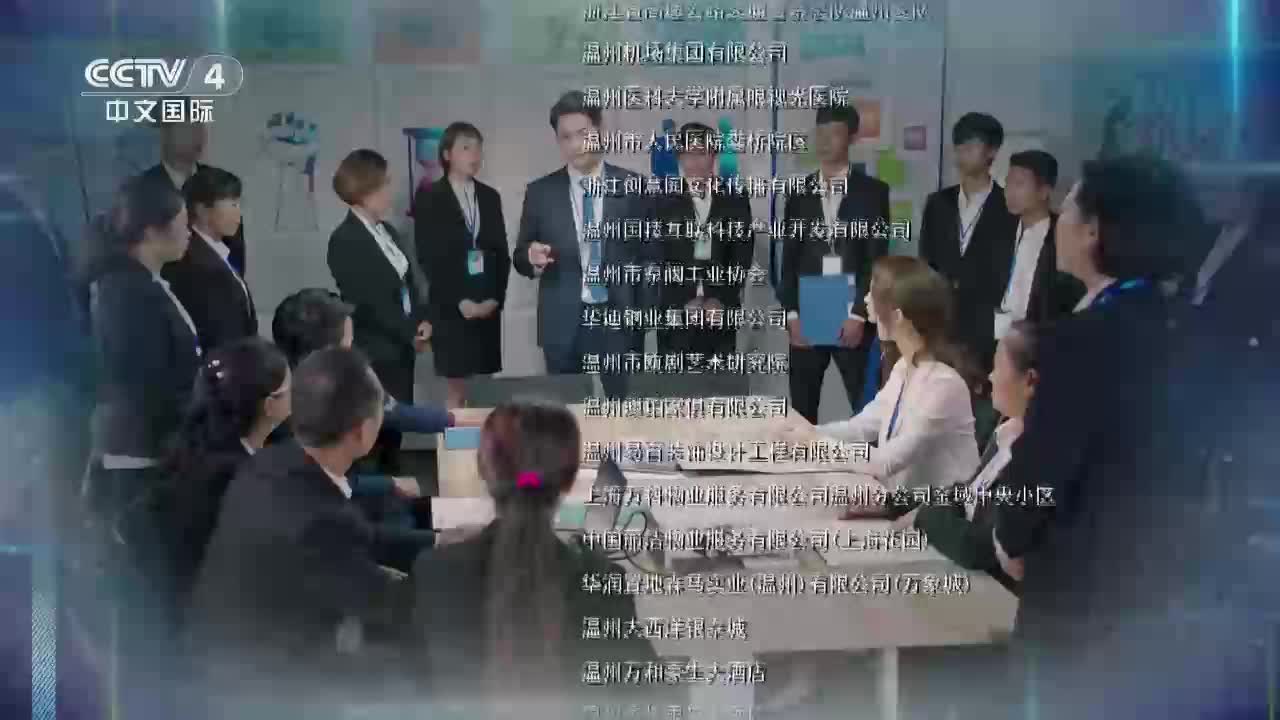 CCTV 4
中文国际
温州机场集团有限公司
温州医科大学附属眼视光医院
温州市人民医院娄桥院区
浙江创意园文化传播有限公司
温州国技互联科技产业开发有限公司
温州市泵阀工业协会
华迪钢业集团有限公司
温州市瓯剧艺术研究院
温州 家俱有限公司
温州易百装饰设计工程有限公司
上海万科物业服务有限公司温州分公司金域中央小区
中国 洁物业服务有限公司(上海 园)
华润置地森马实业(温州)有限公司(万象城)
温州大西洋银泰城
温州万和豪生大酒店